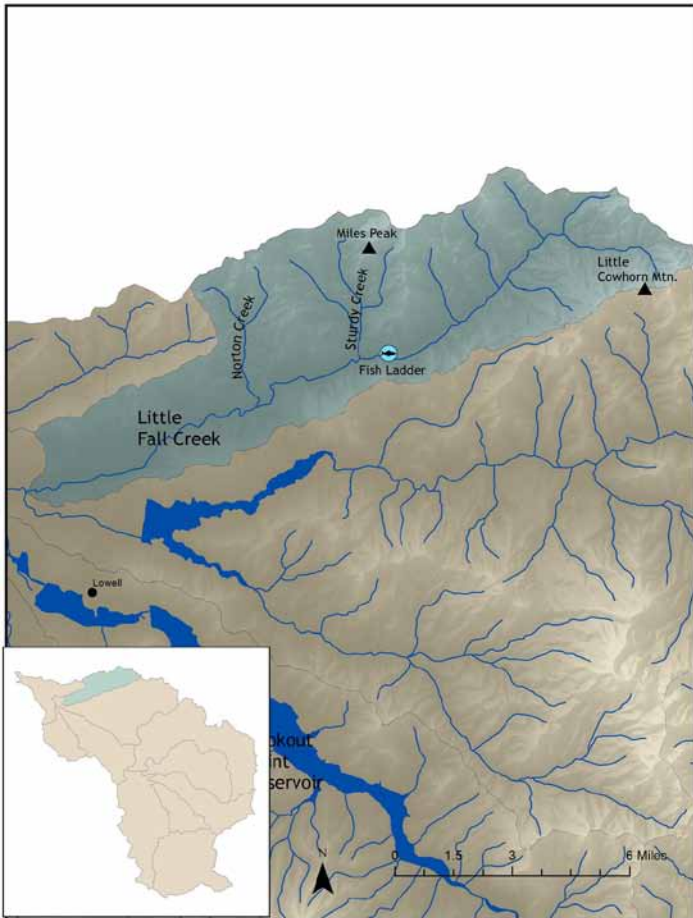 Miles Peak
Little
Cowhorn Mtn.
Norton Creek
Sturdy Creek
Fish Ladder
Little
Fall Creek
Lowell
okout
int
servoir
N
0 1.5 3 6 Miles